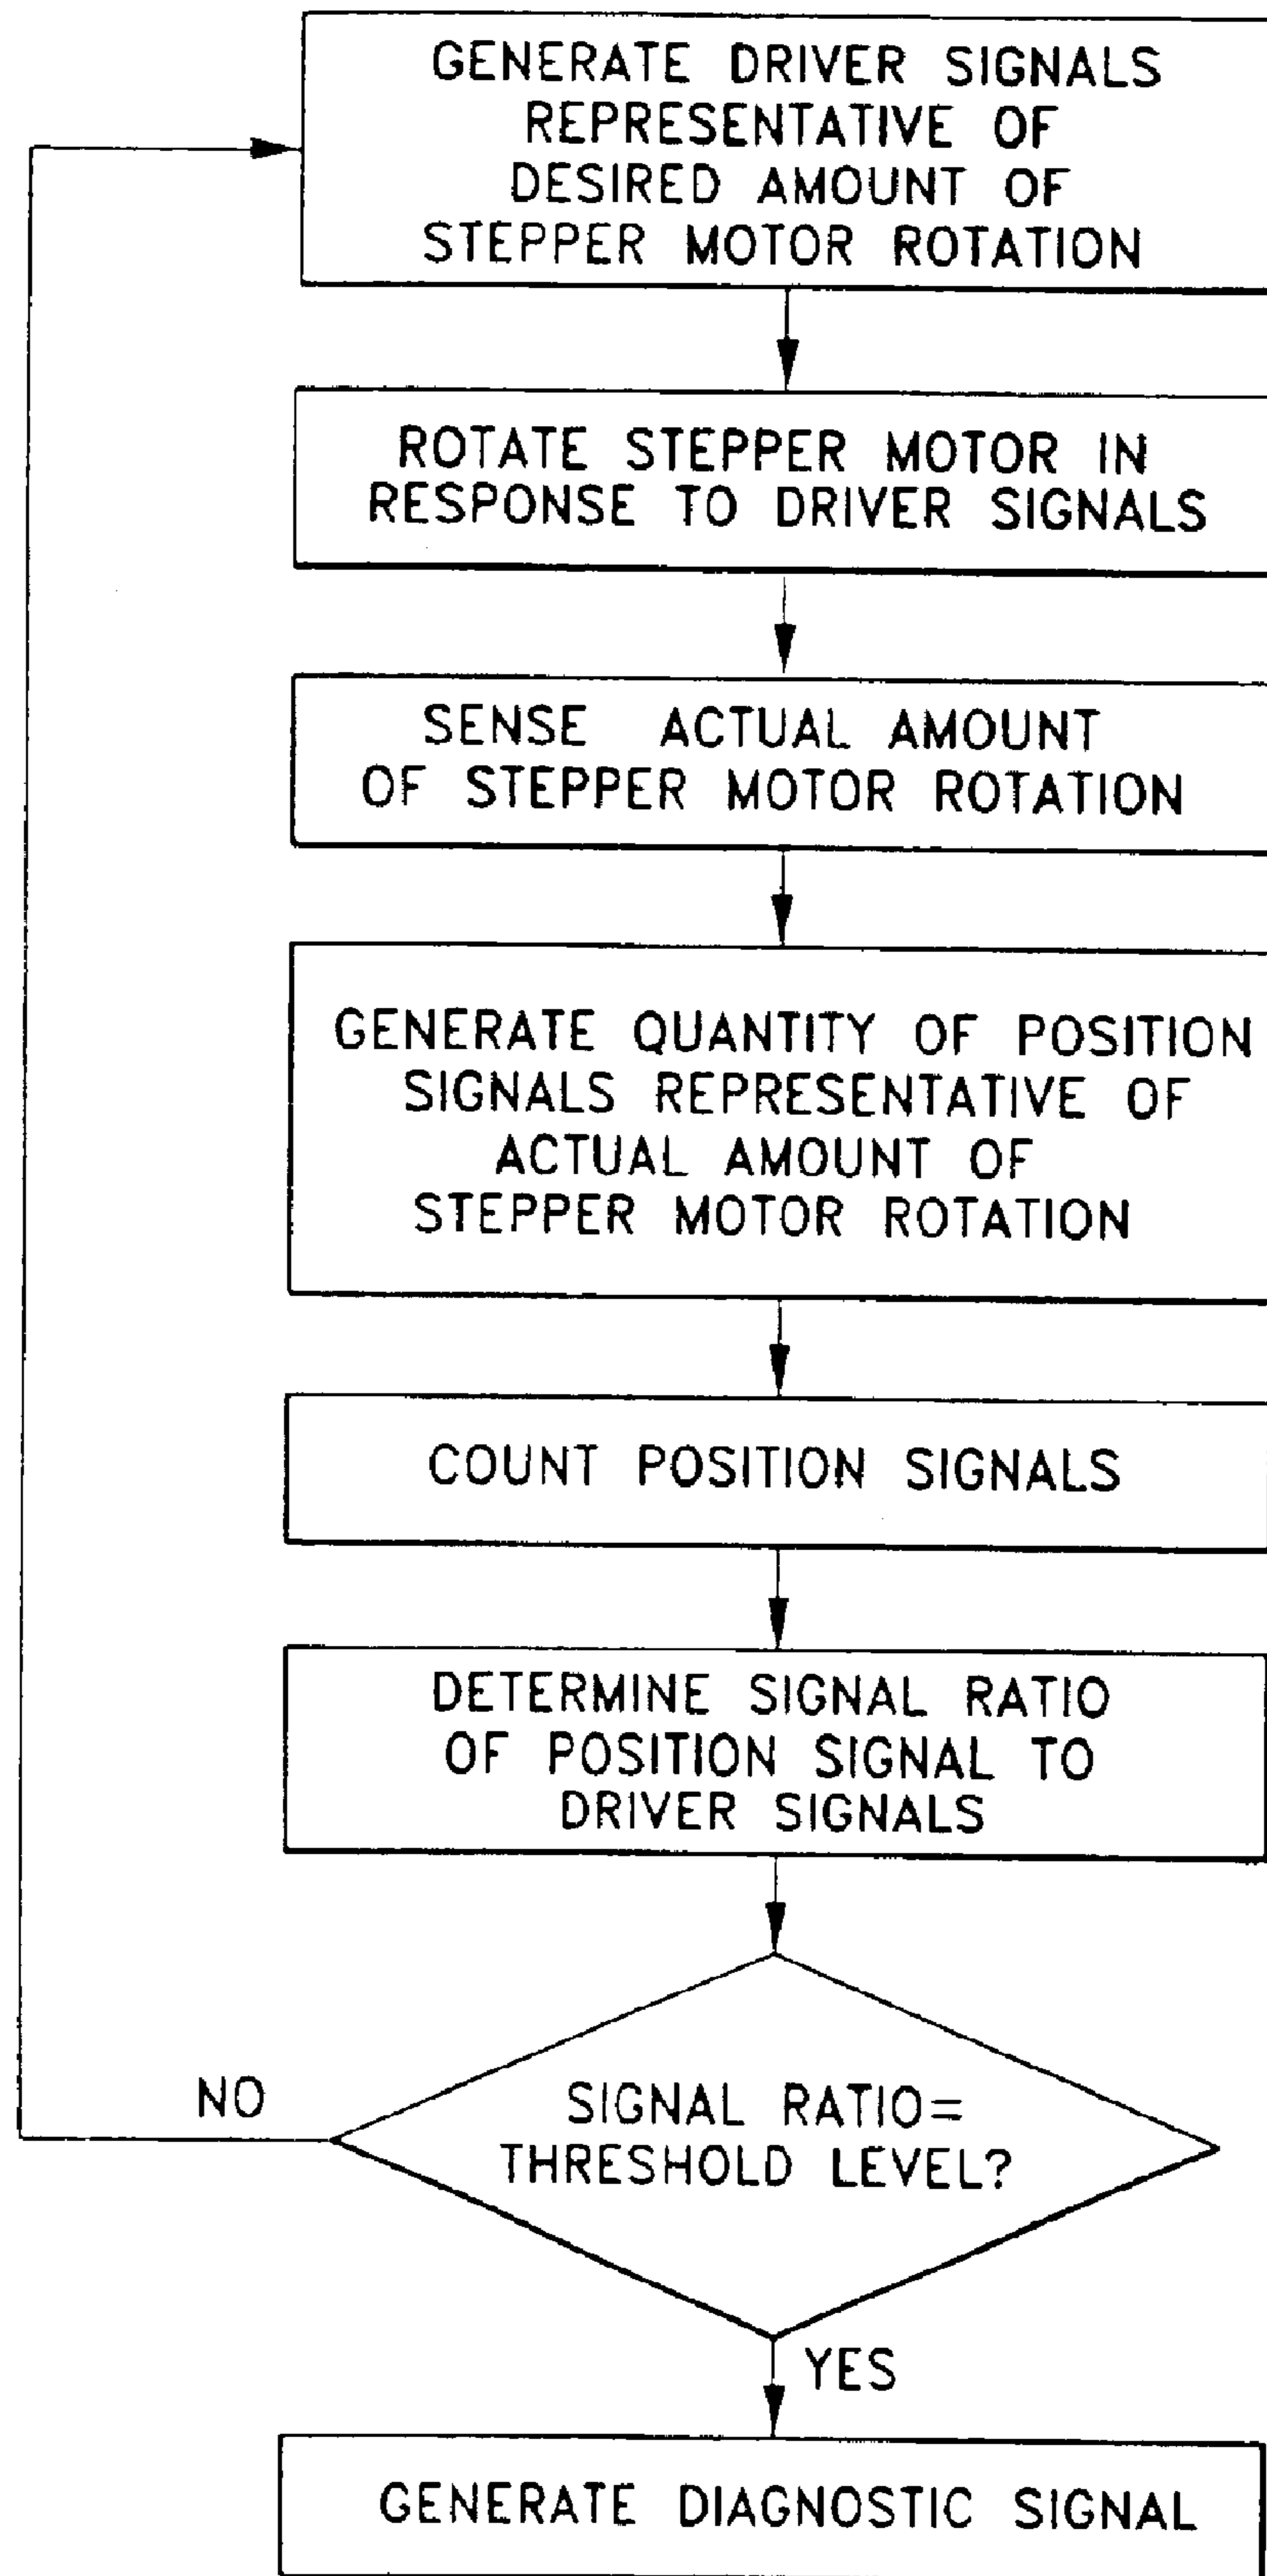 GENERATE DRIVER SIGNALS
REPRESENTATIVE OF
DESIRED AMOUNT OF
STEPPER MOTOR ROTATION
ROTATE STEPPER MOTOR IN
RESPONSE TO DRIVER SIGNALS
SENSE ACTUAL AMOUNT
OF STEPPER MOTOR ROTATION
GENERATE QUANTITY OF POSITION
SIGNALS REPRESENTATIVE OF
ACTUAL AMOUNT OF
STEPPER MOTOR ROTATION
COUNT POSITION SIGNALS
DETERMINE SIGNAL RATIO
OF POSITION SIGNAL TO
DRIVER SIGNALS
NO
SIGNAL RATIO=
THRESHOLD LEVEL?
YES
GENERATE DIAGNOSTIC SIGNAL